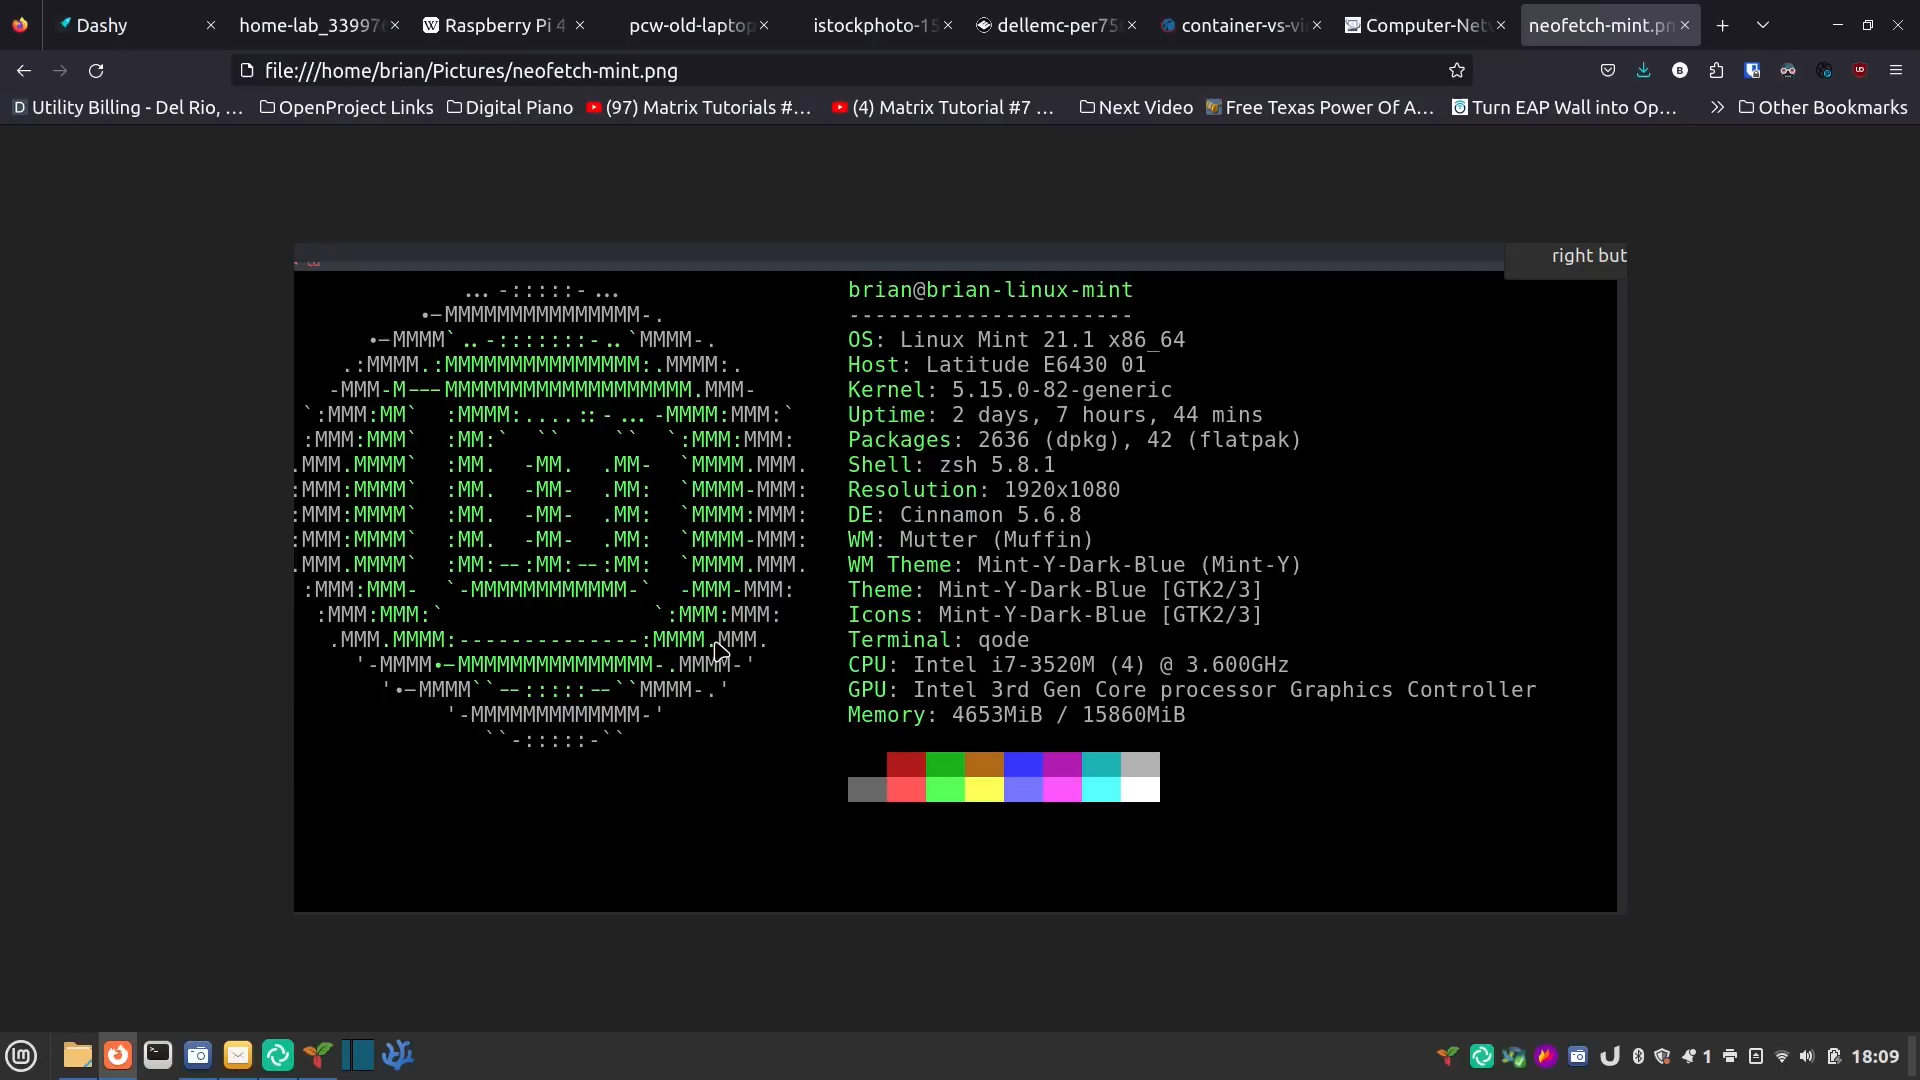 Dashy
home-lab_33997
Raspberry Pi 4
pcw-old-laptop
istockphoto-15
dellemc-per75
container-vs-vi
Computer-Net
neofetch-mint.pn
file:///home/brian/Pictures/neofetch-mint.png
Utility Billing - Del Rio, …
OpenProject Links
Digital Piano
(97) Matrix Tutorials #…
(4) Matrix Tutorial #7 …
Next Video
Free Texas Power Of A…
Turn EAP Wall into Op…
Other Bookmarks
right but
brian@brian-linux-mint
----------------------
OS: Linux Mint 21.1 x86_64
Host: Latitude E6430 01
Kernel: 5.15.0-82-generic
Uptime: 2 days, 7 hours, 44 mins
Packages: 2636 (dpkg), 42 (flatpak)
Shell: zsh 5.8.1
Resolution: 1920x1080
DE: Cinnamon 5.6.8
WM: Mutter (Muffin)
WM Theme: Mint-Y-Dark-Blue (Mint-Y)
Theme: Mint-Y-Dark-Blue [GTK2/3]
Icons: Mint-Y-Dark-Blue [GTK2/3]
Terminal: qode
CPU: Intel i7-3520M (4) @ 3.600GHz
GPU: Intel 3rd Gen Core processor Graphics Controller
Memory: 4653MiB / 15860MiB
1
18:09